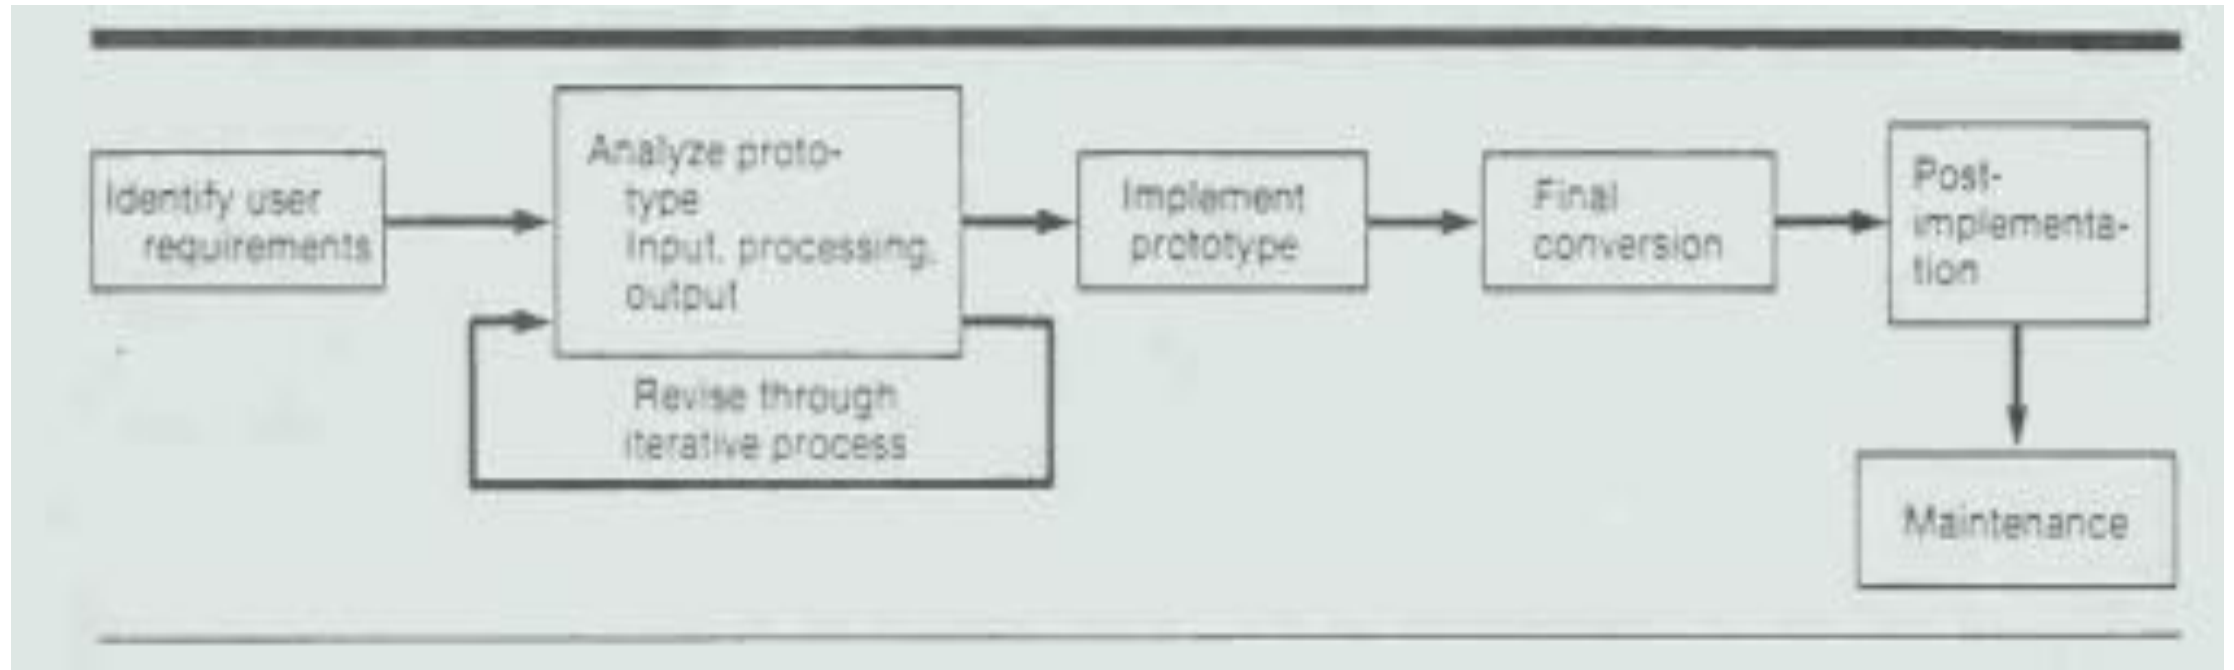 Identify user
requirements
Analyze proto-
type
Input, processing,
output
Revise through
iterative process
Implement
prototype
Final
conversion
Post-
implementa-
tion
Maintenance